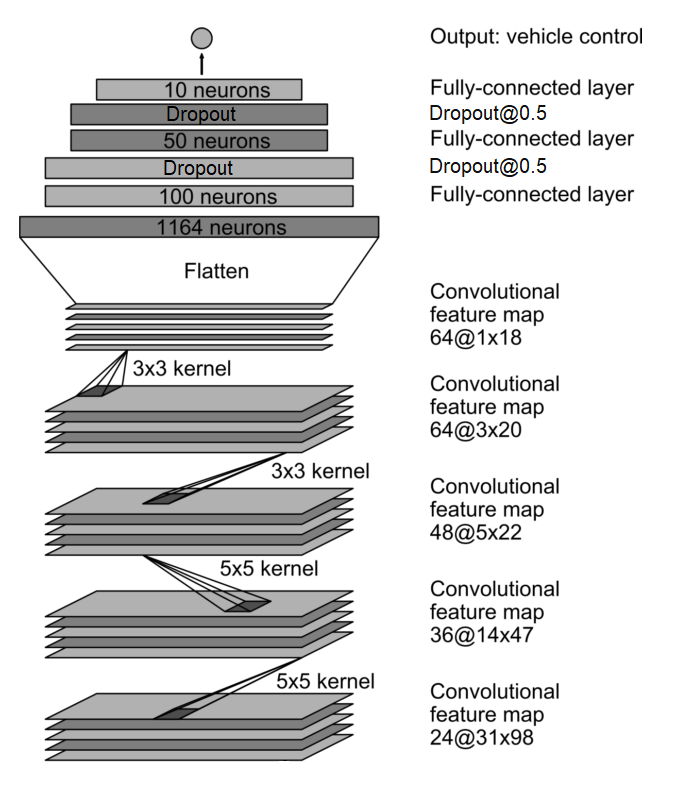 Output: vehicle control
10 neurons
Fully-connected layer
Dropout
Dropout@0.5
50 neurons
Fully-connected layer
Dropout
Dropout@0.5
100 neurons
Fully-connected layer
1164 neurons
Flatten
Convolutional
feature map
64@1x18
3x3 kernel
Convolutional
feature map
64@3x20
3x3 kernel
Convolutional
feature map
48@5x22
5x5 kernel
Convolutional
feature map
36@14x47
5x5 kernel
Convolutional
feature map
24@31x98